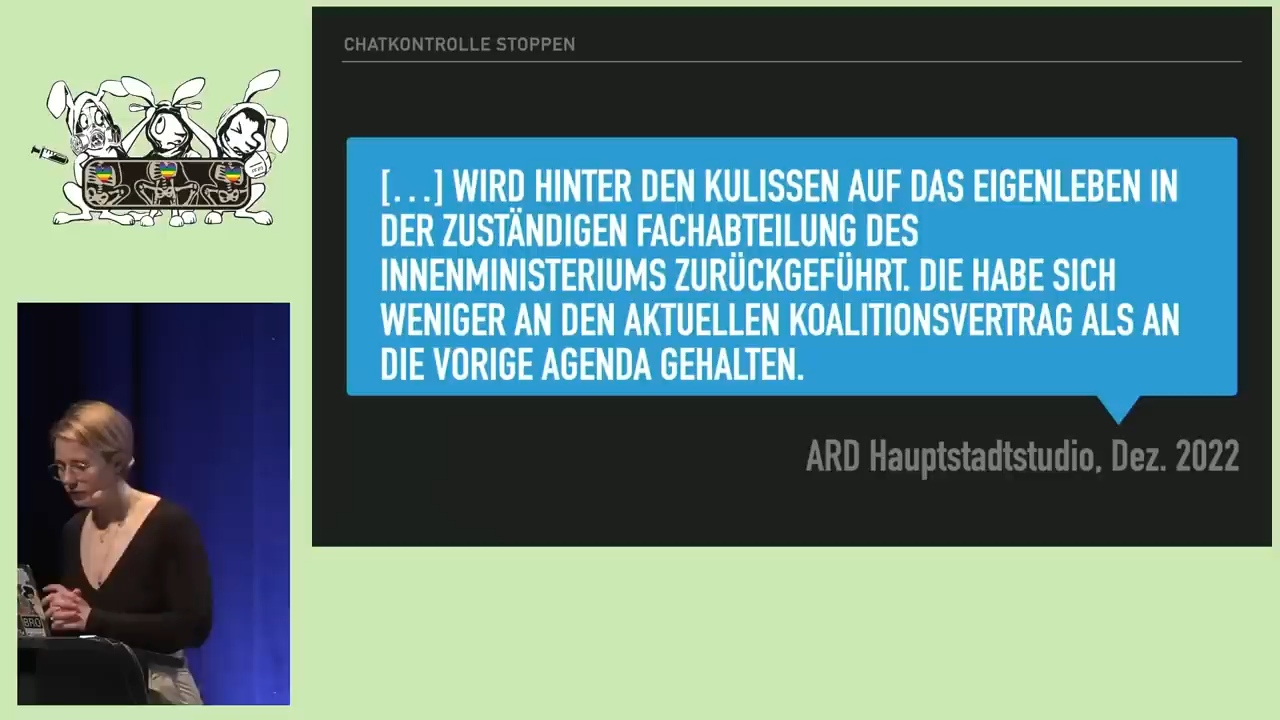 CHATKONTROLLE STOPPEN
[...] WIRD HINTER DEN KULISSEN AUF DAS EIGENLEBEN IN
DER ZUSTÄNDIGEN FACHABTEILUNG DES
INNENMINISTERIUMS ZURÜCKGEFÜHRT. DIE HABE SICH
WENIGER AN DEN AKTUELLEN KOALITIONSVERTRAG ALS AN
DIE VORIGE AGENDA GEHALTEN.
ARD Hauptstadtstudio, Dez. 2022
BRO